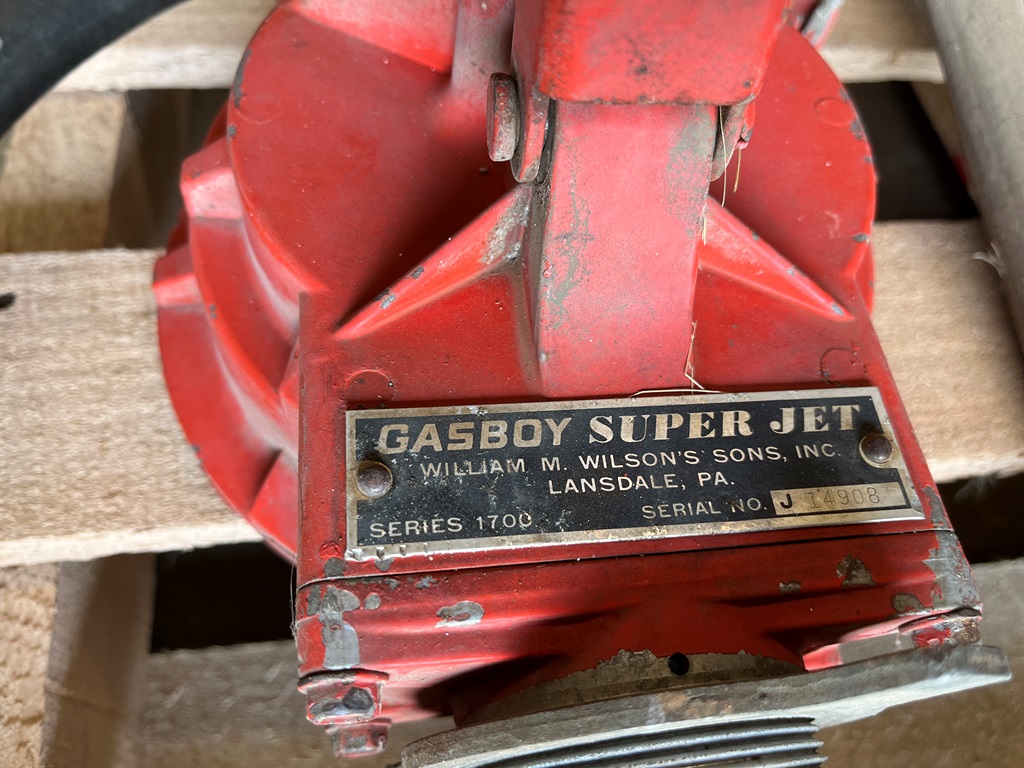 GASBOY SUPER JET
WILLIAM M. WILSON'S SONS, INC.
LANSDALE, PA.
SERIES 1700 SERIAL NO. J 14908